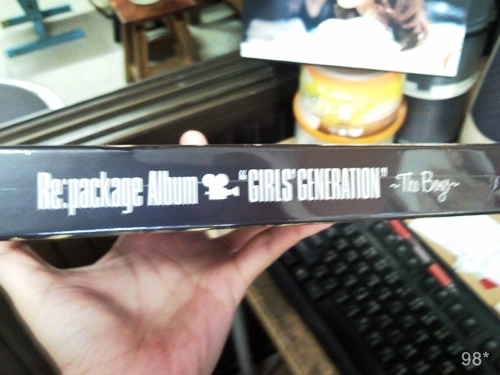 Re:package Album "GIRLS' GENERATION" ~The Boys~
98*